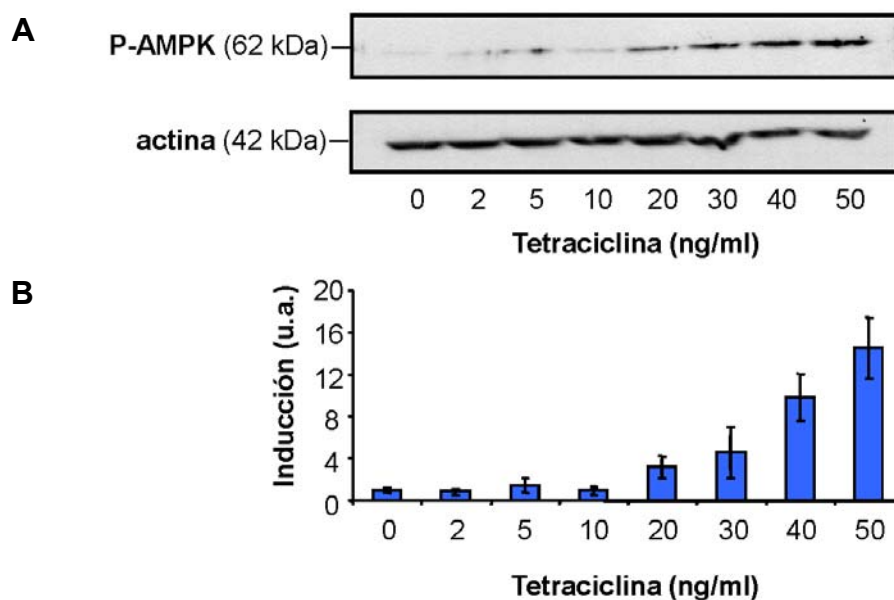 A
P-AMPK (62 kDa)
actina (42 kDa)
0 2 5 10 20 30 40 50
Tetraciclina (ng/ml)
B
Inducción (u.a.)
20
16
12
8
4
0
0 2 5 10 20 30 40 50
Tetraciclina (ng/ml)